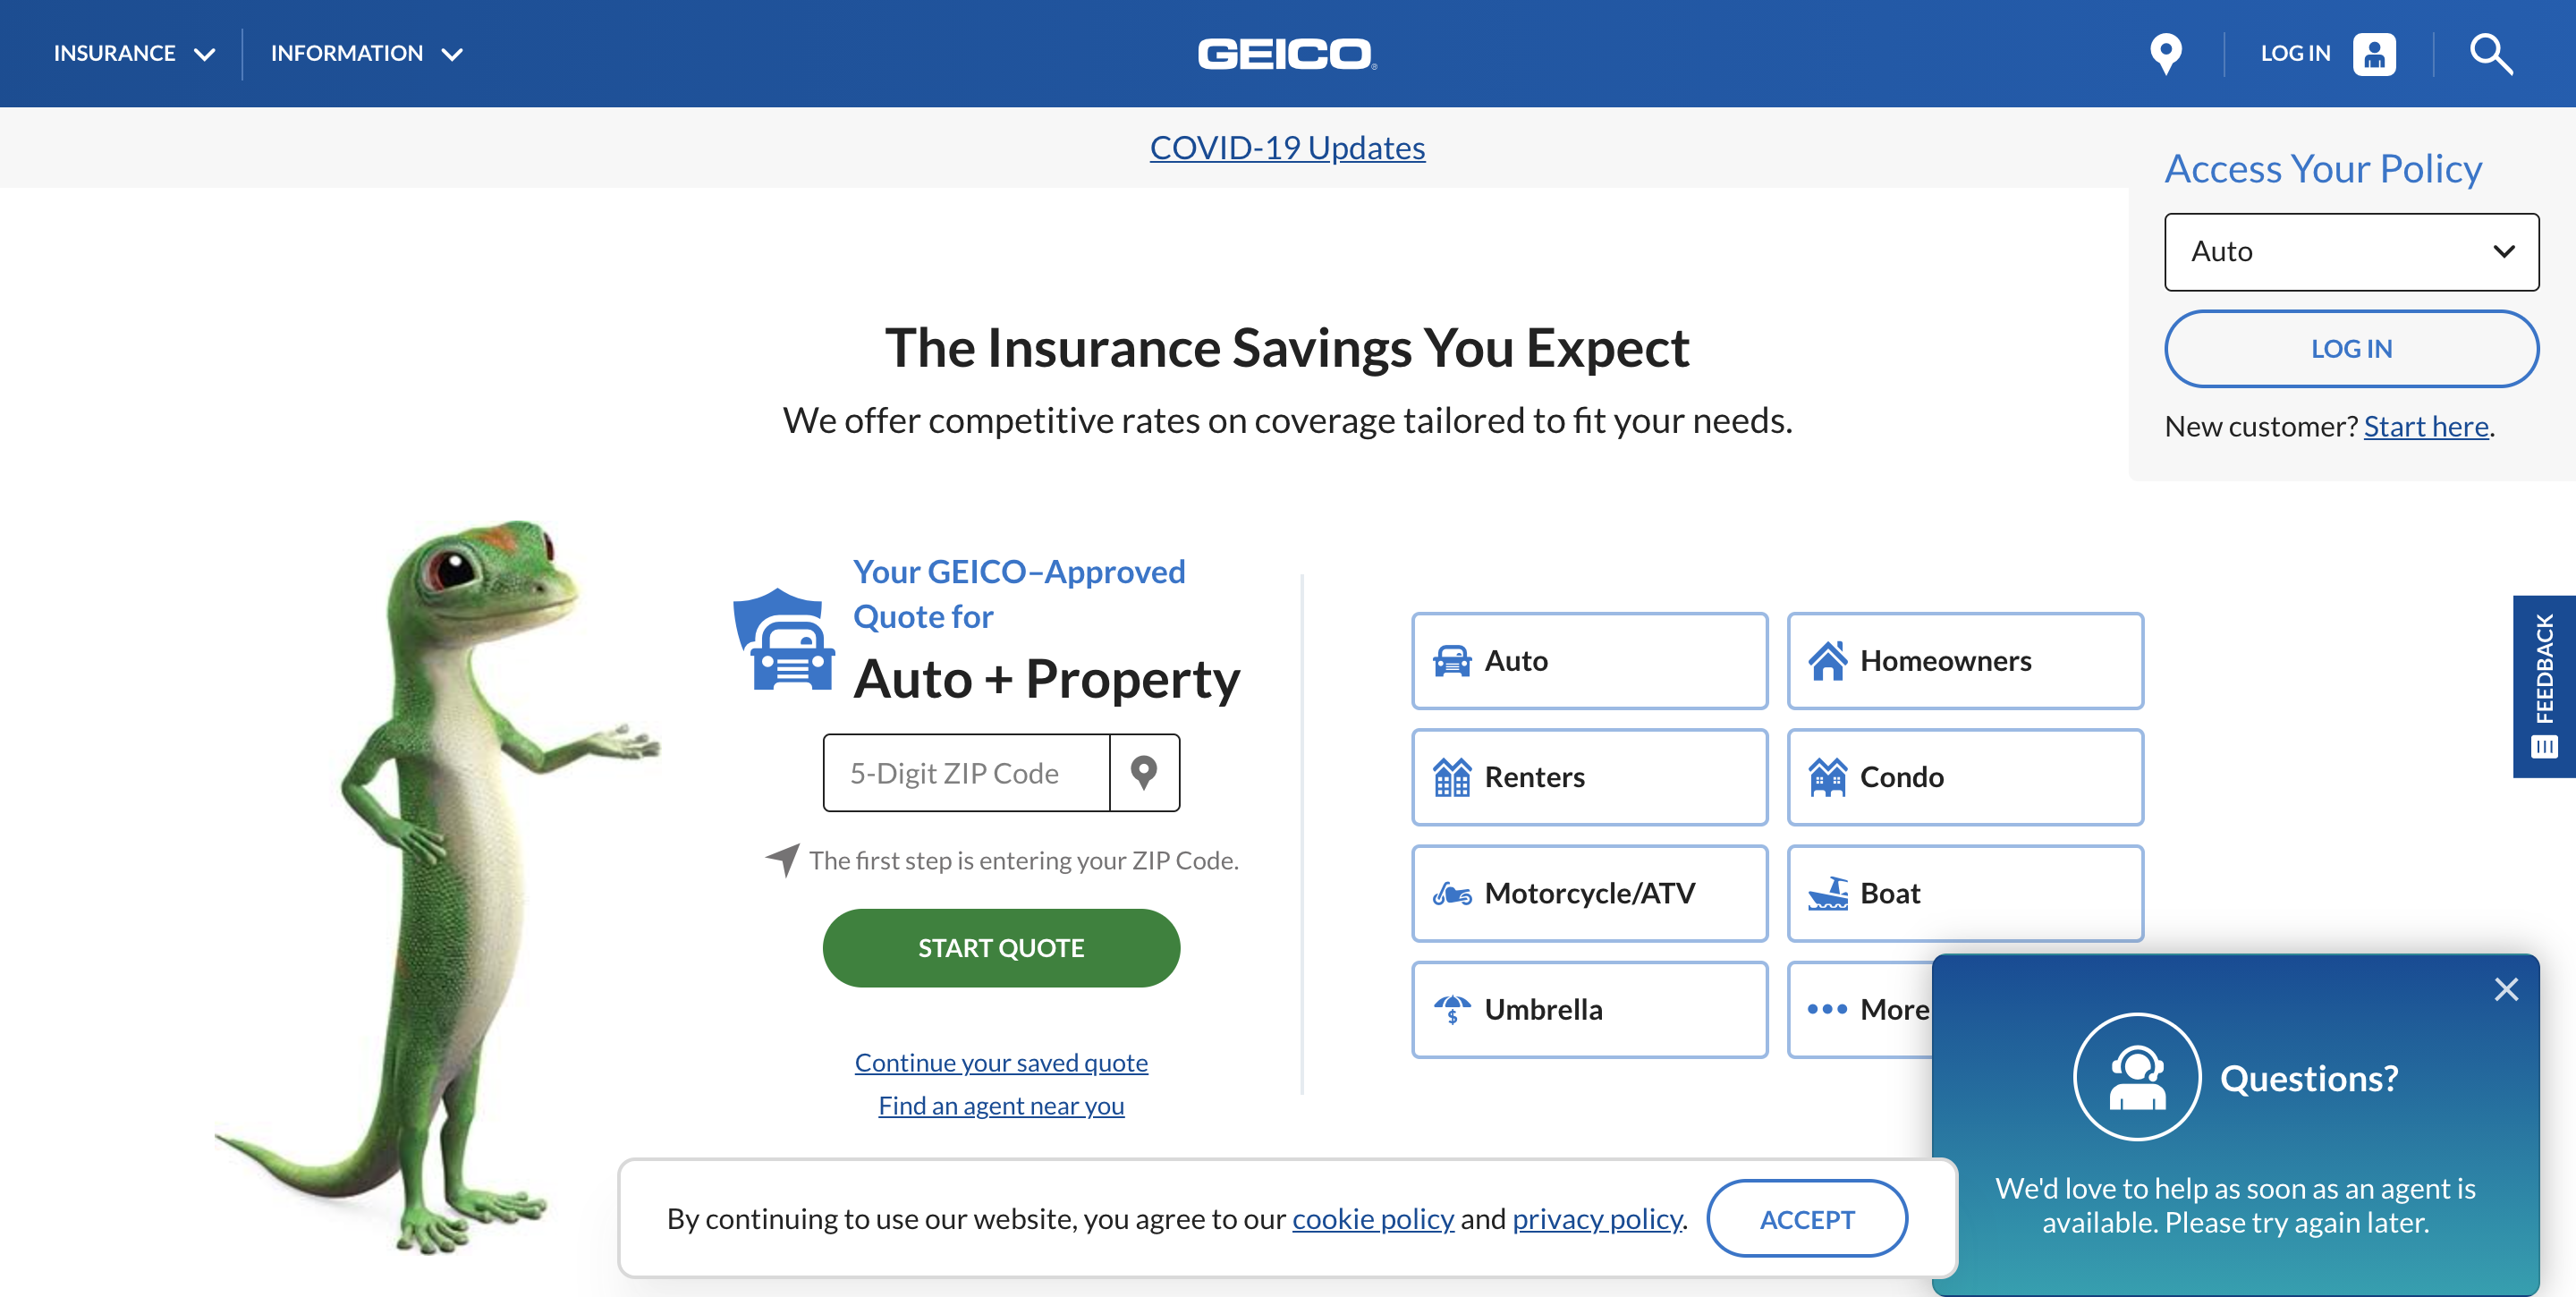 INSURANCE
INFORMATION
GEICO
LOG IN
COVID-19 Updates
Access Your Policy
Auto
LOG IN
New customer? Start here.
The Insurance Savings You Expect
We offer competitive rates on coverage tailored to fit your needs.
Your GEICO–Approved
Quote for
Auto + Property
5-Digit ZIP Code
The first step is entering your ZIP Code.
START QUOTE
Continue your saved quote
Find an agent near you
Auto
Homeowners
Renters
Condo
Motorcycle/ATV
Boat
$
Umbrella
More
FEEDBACK
Questions?
We'd love to help as soon as an agent is
available. Please try again later.
By continuing to use our website, you agree to our cookie policy and privacy policy.
ACCEPT